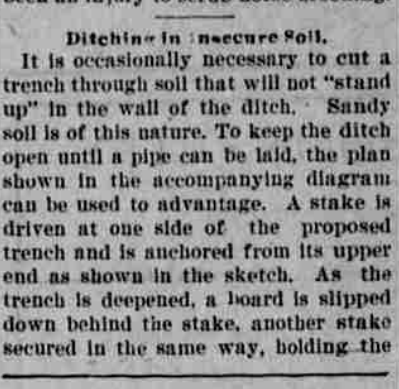 Ditching in Insecure Soil.
It is occasionally necessary to cut a
trench through soil that will not "stand
up" in the wall of the ditch. Sandy
soil is of this nature. To keep the ditch
open until a pipe can be laid, the plan
shown in the accompanying diagram
can be used to advantage. A stake is
driven at one side of the proposed
trench and is anchored from its upper
end as shown in the sketch. As the
trench is deepened, a board is slipped
down behind the stake, another stake
secured in the same way, holding the